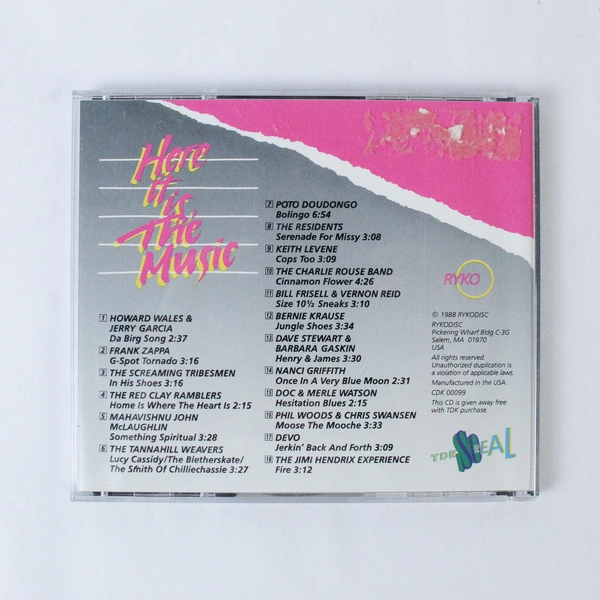 Here
it
is
The
Music
1 HOWARD WALES &
JERRY GARCIA
Da Birg Song 2:37
2 FRANK ZAPPA
G-Spot Tornado 3:16
3 THE SCREAMING TRIBESMEN
In His Shoes 3:16
4 THE RED CLAY RAMBLERS
Home Is Where The Heart Is 2:15
5 MAHAVISHNU JOHN
McLAUGHLIN
Something Spiritual 3:28
6 THE TANNAHILL WEAVERS
Lucy Cassidy/The Bletherskate/
The Smith Of Chilliechassie 3:27
7 POTO DOUDONGO
Bolingo 6:54
8 THE RESIDENTS
Serenade For Missy 3:08
9 KEITH LEVENE
Cops Too 3:09
10 THE CHARLIE ROUSE BAND
Cinnamon Flower 4:26
11 BILL FRISELL & VERNON REID
Size 10½ Sneaks 3:10
12 BERNIE KRAUSE
Jungle Shoes 3:34
13 DAVE STEWART &
BARBARA GASKIN
Henry & James 3:30
14 NANCI GRIFFITH
Once In A Very Blue Moon 2:31
15 DOC & MERLE WATSON
Hesitation Blues 2:15
16 PHIL WOODS & CHRIS SWANSEN
Moose The Mooche 3:33
17 DEVO
Jerkin' Back And Forth 3:09
18 THE JIMI HENDRIX EXPERIENCE
Fire 3:12
RYKO
© 1988 RYKODISC
RYKODISC
Pickering Wharf Bldg C-3G
Salem, MA 01970
USA
All rights reserved.
Unauthorized duplication is
a violation of applicable laws.
Manufactured in the USA.
CDK 00099
This CD is given away free
with TDK purchase.